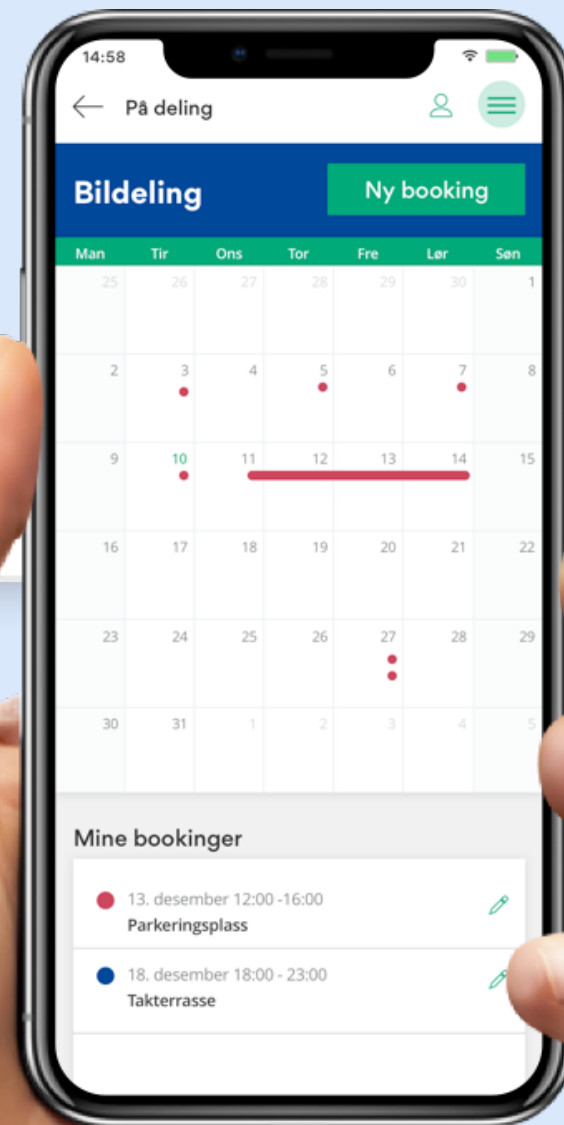 14:58
På deling
Bildeling
Ny booking
Man Tir Ons Tor Fre Lør Søn
25 26 27 28 29 30 1
2 3 4 5 6 7 8
9 10 11 12 13 14 15
16 17 18 19 20 21 22
23 24 25 26 27 28 29
30 31 1 2 3 4 5
Mine bookinger
13. desember 12:00 -16:00
Parkeringsplass
18. desember 18:00 - 23:00
Takterrasse